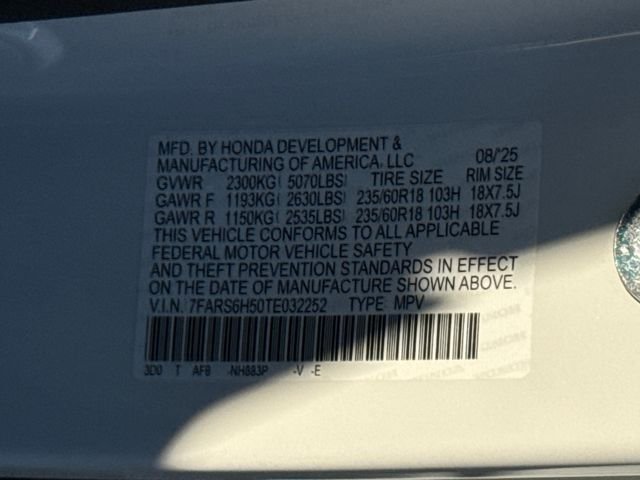 MFD. BY HONDA DEVELOPMENT &
MANUFACTURING OF AMERICA, LLC 08/'25
GVWR 2300KG (5070LBS) TIRE SIZE RIM SIZE
GAWR F 1193KG (2630LBS) 235/60R18 103H 18X7.5J
GAWR R 1150KG (2535LBS) 235/60R18 103H 18X7.5J
THIS VEHICLE CONFORMS TO ALL APPLICABLE
FEDERAL MOTOR VEHICLE SAFETY
AND THEFT PREVENTION STANDARDS IN EFFECT
ON THE DATE OF MANUFACTURE SHOWN ABOVE.
V.I.N. 7FARS6H50TE032252 TYPE: MPV
3D0 T AFB -NH883P -V -E